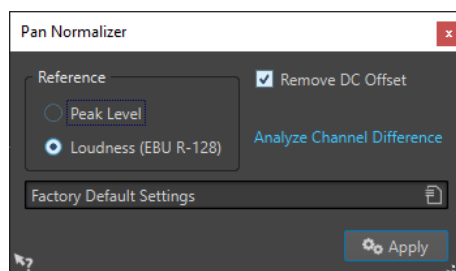 Pan Normalizer
x
Reference
Remove DC Offset
Peak Level
Loudness (EBU R-128)
Analyze Channel Difference
Factory Default Settings
Apply
?